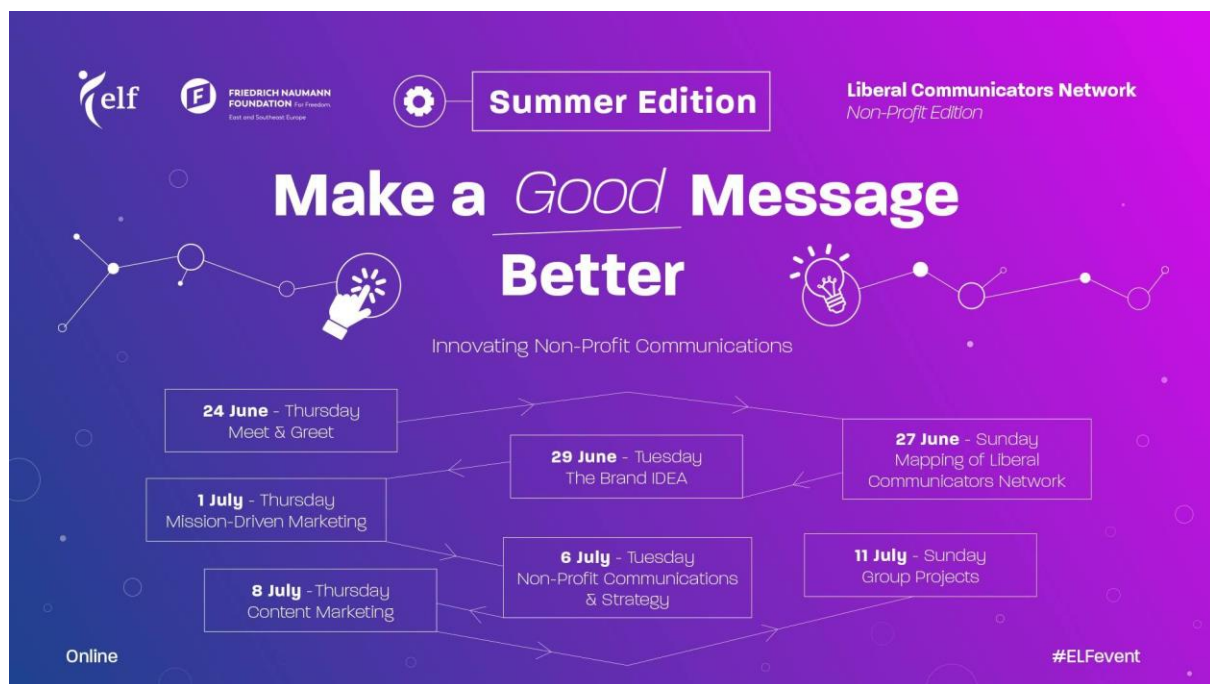 elf
F
FRIEDRICH NAUMANN
FOUNDATION For Freedom.
East and Southeast Europe
Summer Edition
Liberal Communicators Network
Non-Profit Edition
Make a Good Message
Better
Innovating Non-Profit Communications
24 June - Thursday
Meet & Greet
27 June - Sunday
Mapping of Liberal
Communicators Network
29 June - Tuesday
The Brand IDEA
1 July - Thursday
Mission-Driven Marketing
6 July - Tuesday
Non-Profit Communications
& Strategy
8 July - Thursday
Content Marketing
11 July - Sunday
Group Projects
Online
#ELFevent